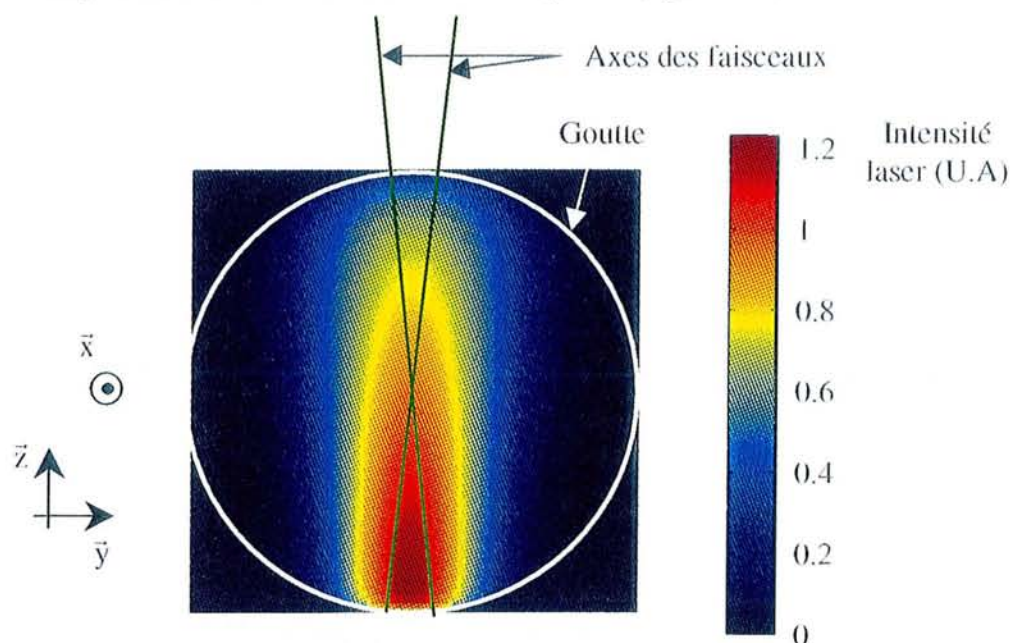 Axes des faisceaux
Goutte
Intensité
laser (U.A)
1.2
1
0.8
0.6
0.4
0.2
0
x
z
y